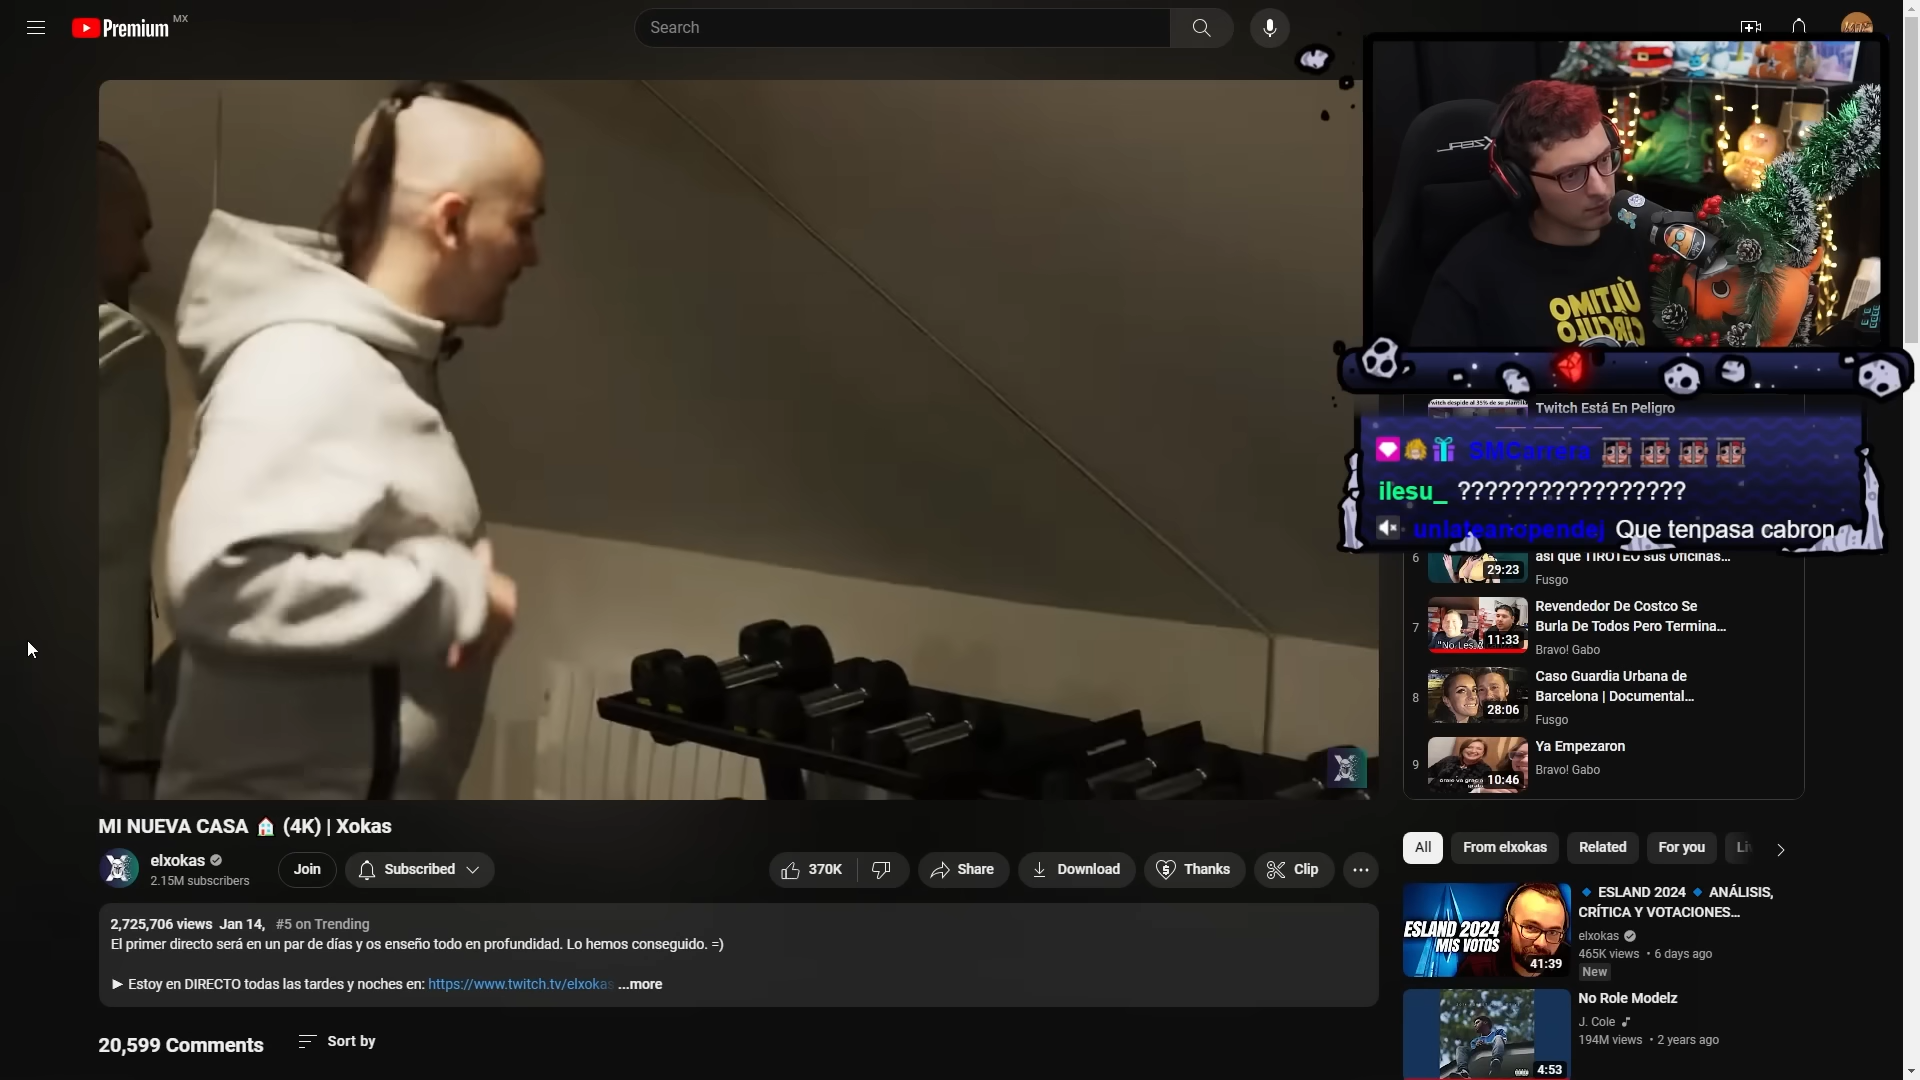 Premium MX
Search
Twitch Está En Peligro
SMCarrera
ilesu_ ?????????????????
unlateanopendej Que tenpasa cabron
ÚLTIMO
CÍRCULO
6
así que TIROTEÓ sus Oficinas...
29:23
Fusgo
7
Revendedor De Costco Se
Burla De Todos Pero Termina...
11:33
Bravo! Gabo
8
Caso Guardia Urbana de
Barcelona | Documental...
28:06
Fusgo
9
Ya Empezaron
10:46
Bravo! Gabo
MI NUEVA CASA 🏠 (4K) | Xokas
elxokas
2.15M subscribers
Join
Subscribed
370K
Share
Download
Thanks
Clip
2,725,706 views Jan 14, #5 on Trending
El primer directo será en un par de días y os enseño todo en profundidad. Lo hemos conseguido. =)
► Estoy en DIRECTO todas las tardes y noches en: https://www.twitch.tv/elxokas ...more
20,599 Comments
Sort by
All
From elxokas
Related
For you
ESLAND 2024
MIS VOTOS
41:39
🔹 ESLAND 2024 🔹 ANÁLISIS,
CRÍTICA Y VOTACIONES...
elxokas
465K views • 6 days ago
New
4:53
No Role Modelz
J. Cole
194M views • 2 years ago